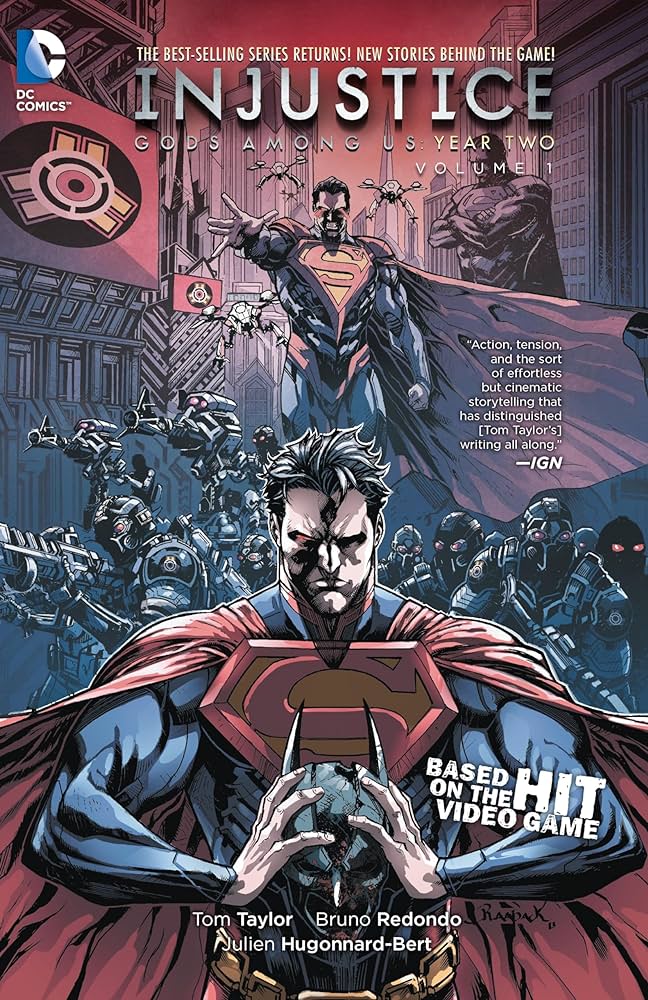 THE BEST-SELLING SERIES RETURNS! NEW STORIES BEHIND THE GAME!
DC
COMICS™
INJUSTICE
GODS AMONG US: YEAR TWO
VOLUME 1
“Action, tension,
and the sort
of effortless
but cinematic
storytelling that
has distinguished
[Tom Taylor’s]
writing all along.”
—IGN
BASED
ON THE HIT
VIDEO GAME
Tom Taylor Bruno Redondo
Julien Hugonnard-Bert